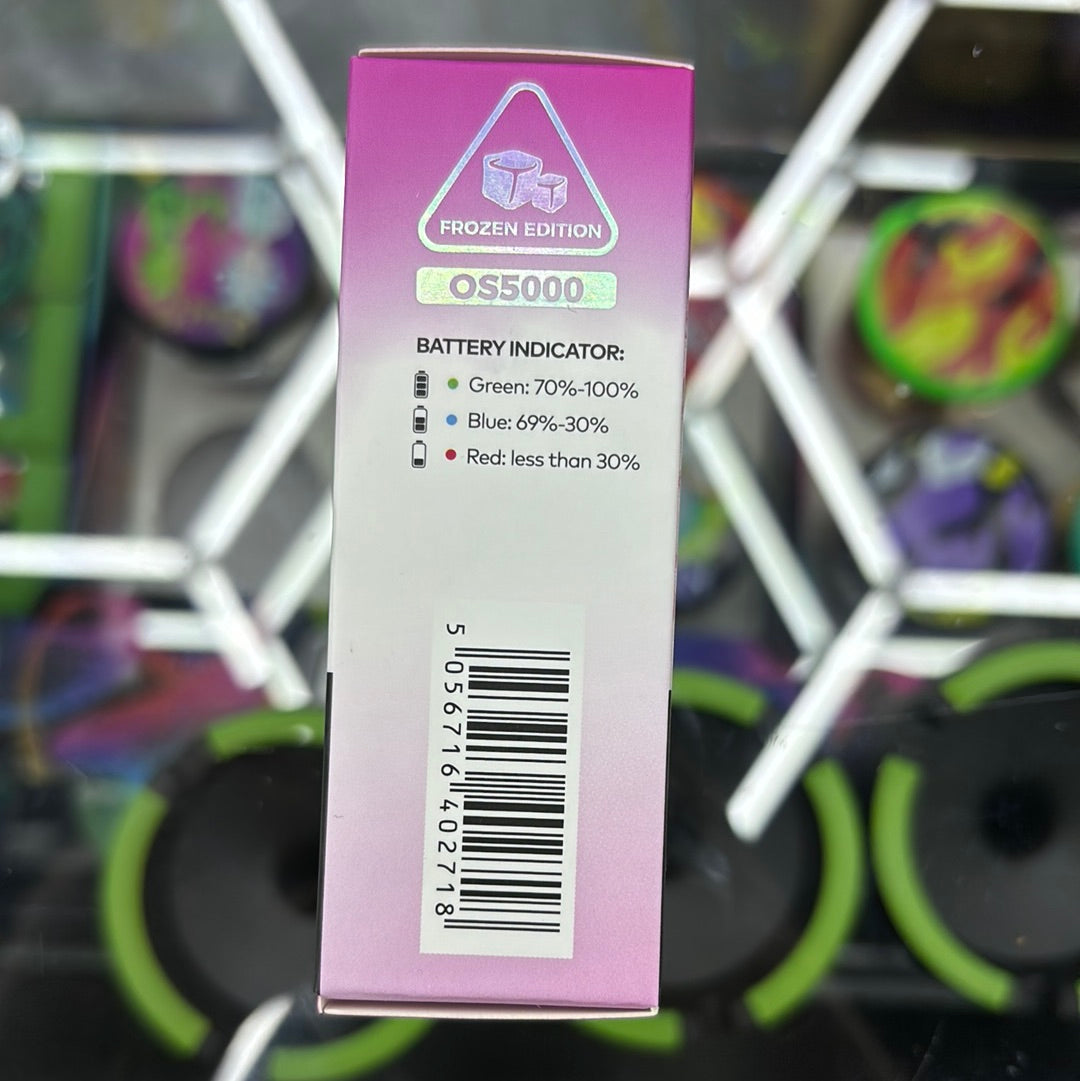 FROZEN EDITION
OS5000
BATTERY INDICATOR:
Green: 70%-100%
Blue: 69%-30%
Red: less than 30%
5 056716 402718